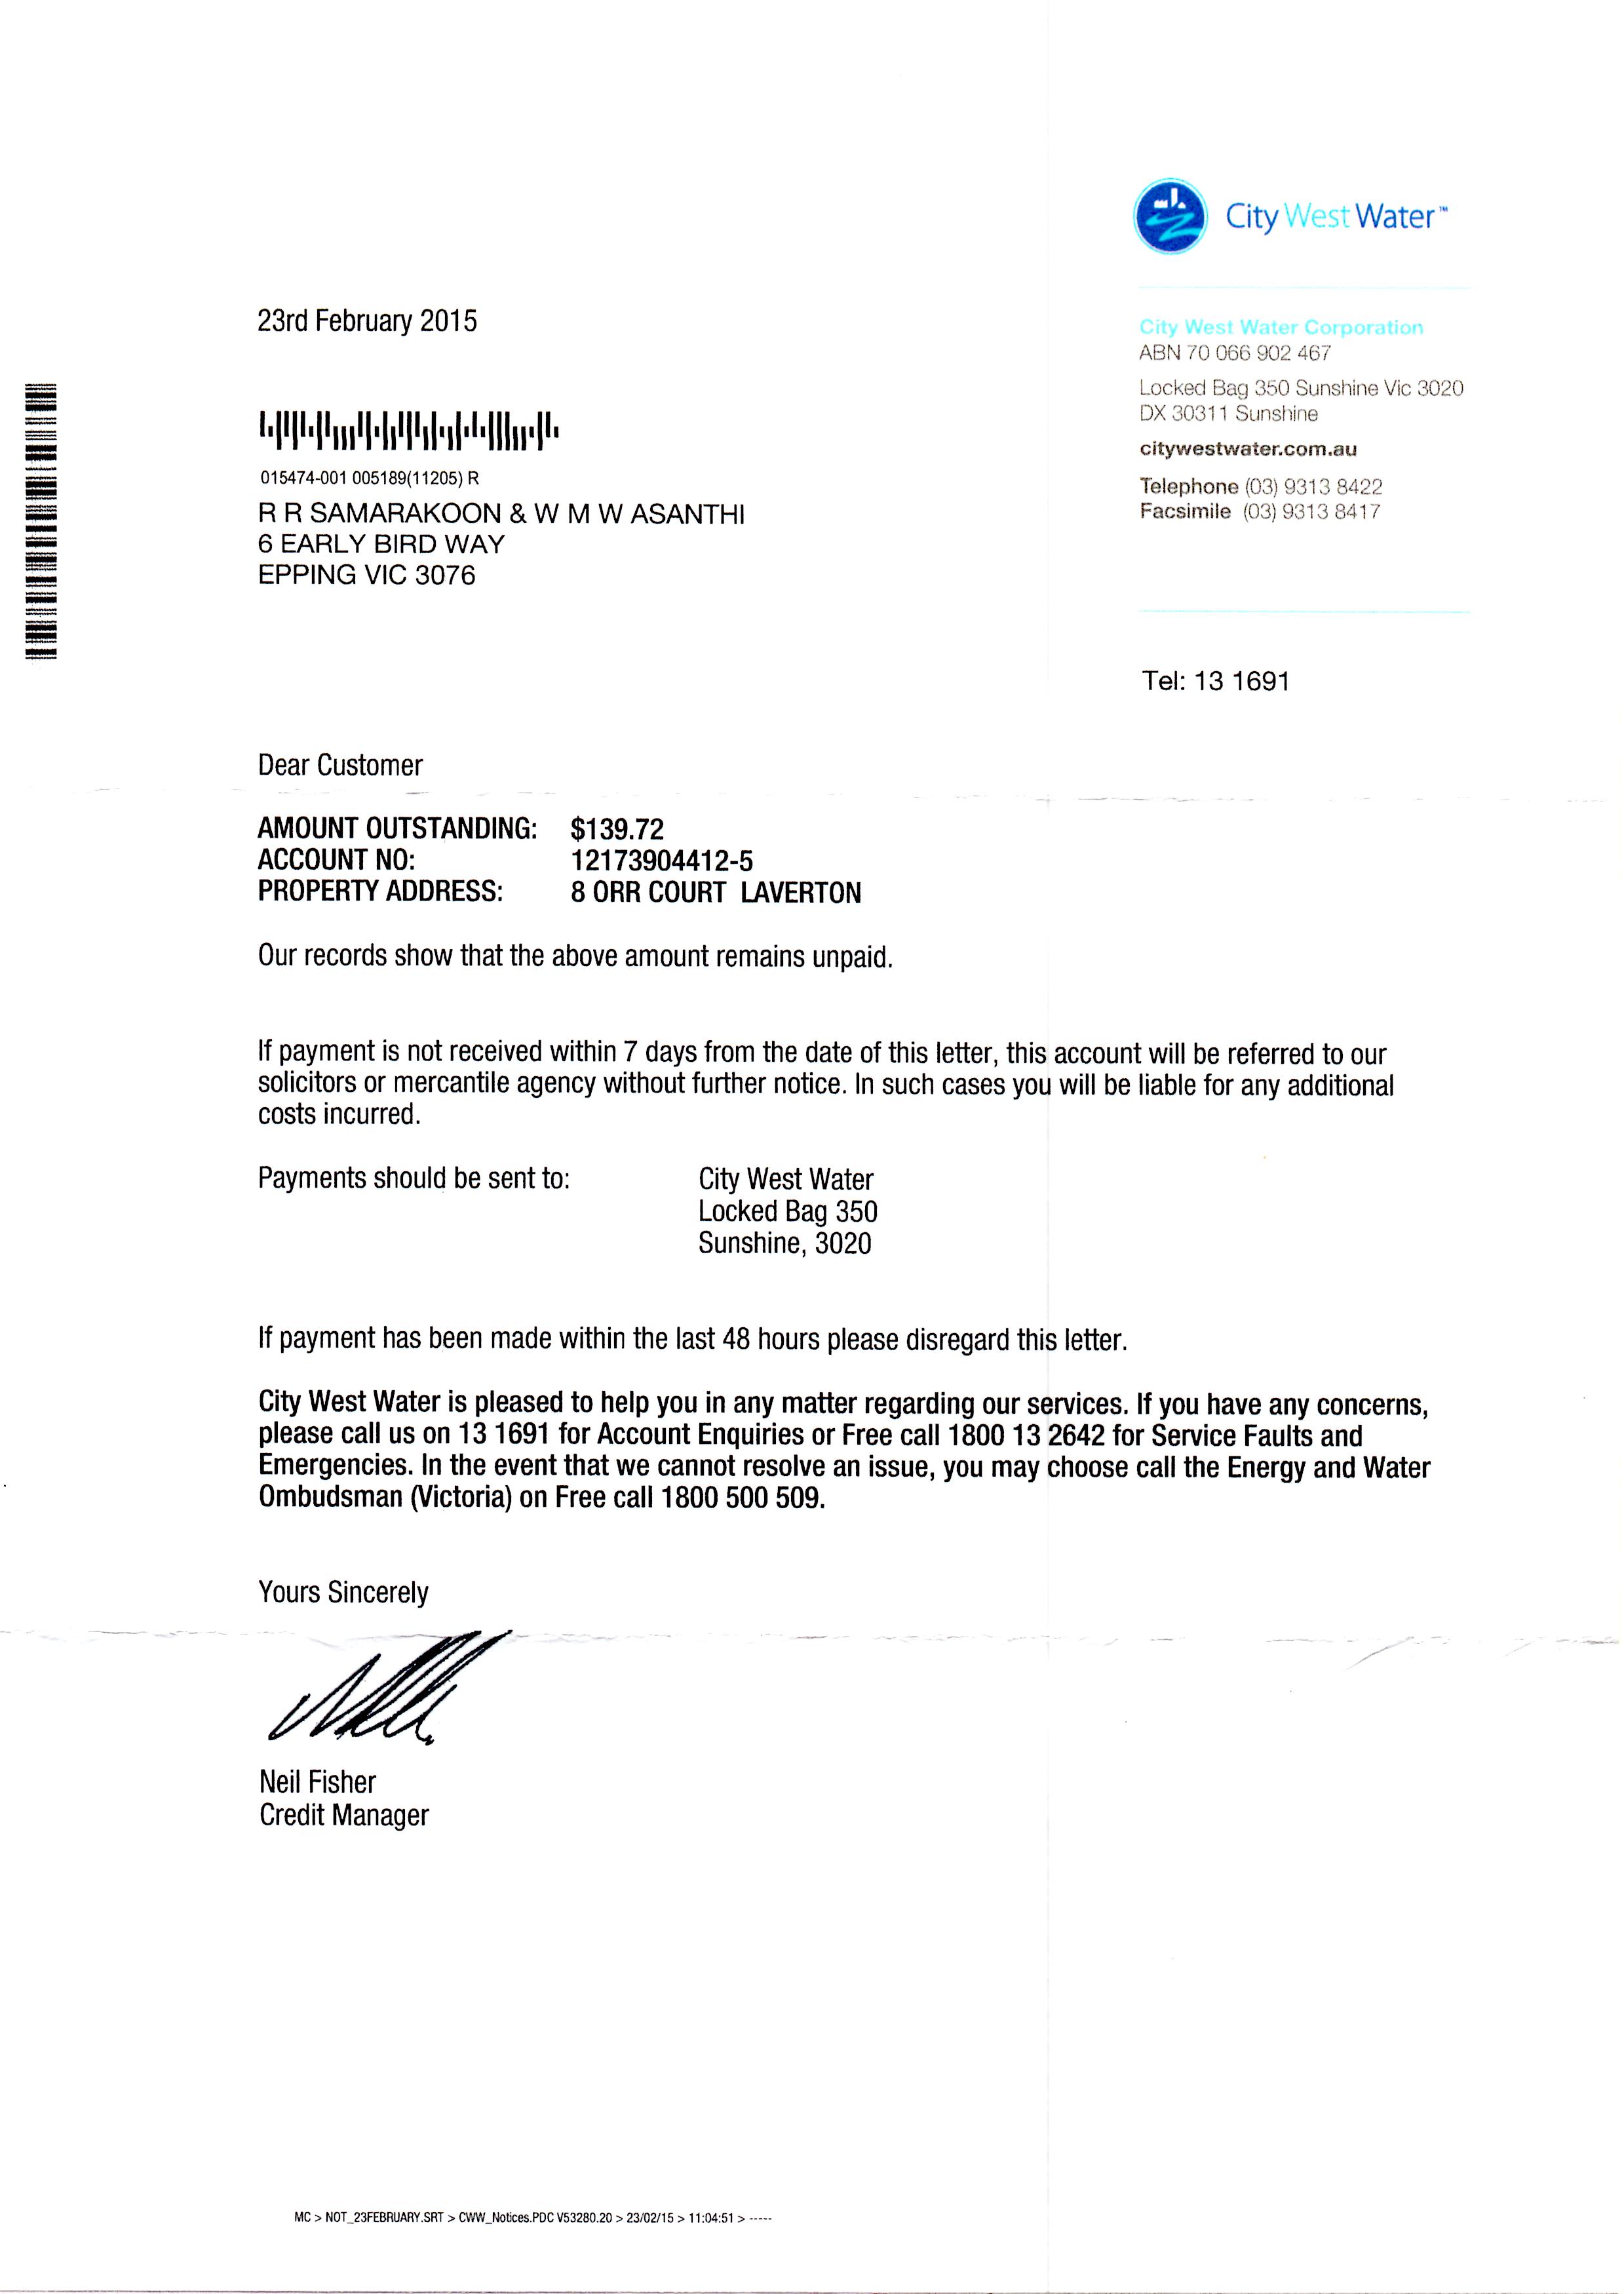 City West Water™
23rd February 2015
City West Water Corporation
ABN 70 066 902 467
Locked Bag 350 Sunshine Vic 3020
DX 30311 Sunshine
citywestwater.com.au
Telephone (03) 9313 8422
Facsimile (03) 9313 8417
015474-001 005189(11205) R
R R SAMARAKOON & W M W ASANTHI
6 EARLY BIRD WAY
EPPING VIC 3076
Tel: 13 1691
Dear Customer
AMOUNT OUTSTANDING: $139.72
ACCOUNT NO: 12173904412-5
PROPERTY ADDRESS: 8 ORR COURT LAVERTON
Our records show that the above amount remains unpaid.
If payment is not received within 7 days from the date of this letter, this account will be referred to our
solicitors or mercantile agency without further notice. In such cases you will be liable for any additional
costs incurred.
Payments should be sent to: City West Water
Locked Bag 350
Sunshine, 3020
If payment has been made within the last 48 hours please disregard this letter.
City West Water is pleased to help you in any matter regarding our services. If you have any concerns,
please call us on 13 1691 for Account Enquiries or Free call 1800 13 2642 for Service Faults and
Emergencies. In the event that we cannot resolve an issue, you may choose call the Energy and Water
Ombudsman (Victoria) on Free call 1800 500 509.
Yours Sincerely
Neil Fisher
Credit Manager
MC > NOT_23FEBRUARY.SRT > CWW_Notices.PDC V53280.20 > 23/02/15 > 11:04:51 > -----